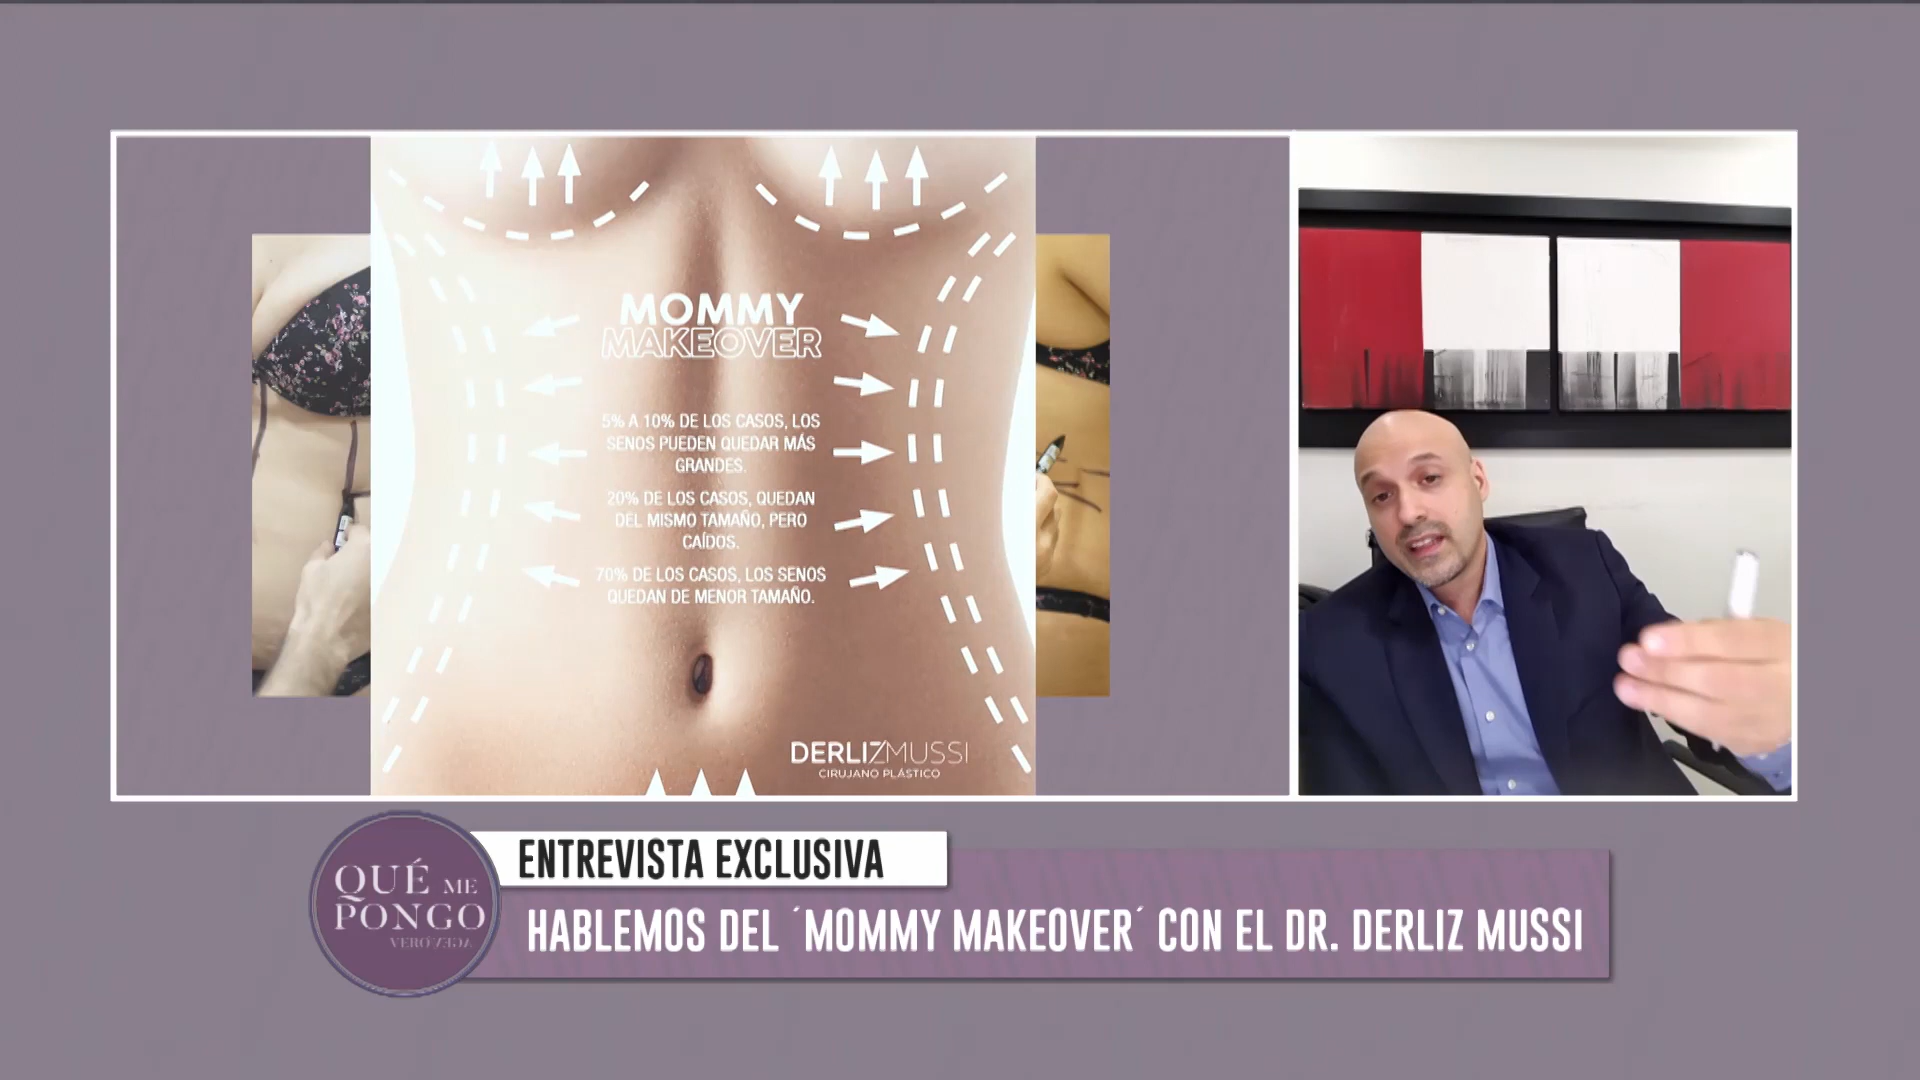 MOMMY
MAKEOVER
5% A 10% DE LOS CASOS, LOS
SENOS PUEDEN QUEDAR MÁS
GRANDES.
20% DE LOS CASOS, QUEDAN
DEL MISMO TAMAÑO, PERO
CAÍDOS.
70% DE LOS CASOS, LOS SENOS
QUEDAN DE MENOR TAMAÑO.
DERLIZMUSSI
CIRUJANO PLÁSTICO
QUÉ ME
PONGO
ENTREVISTA EXCLUSIVA
HABLEMOS DEL ´MOMMY MAKEOVER´ CON EL DR. DERLIZ MUSSI